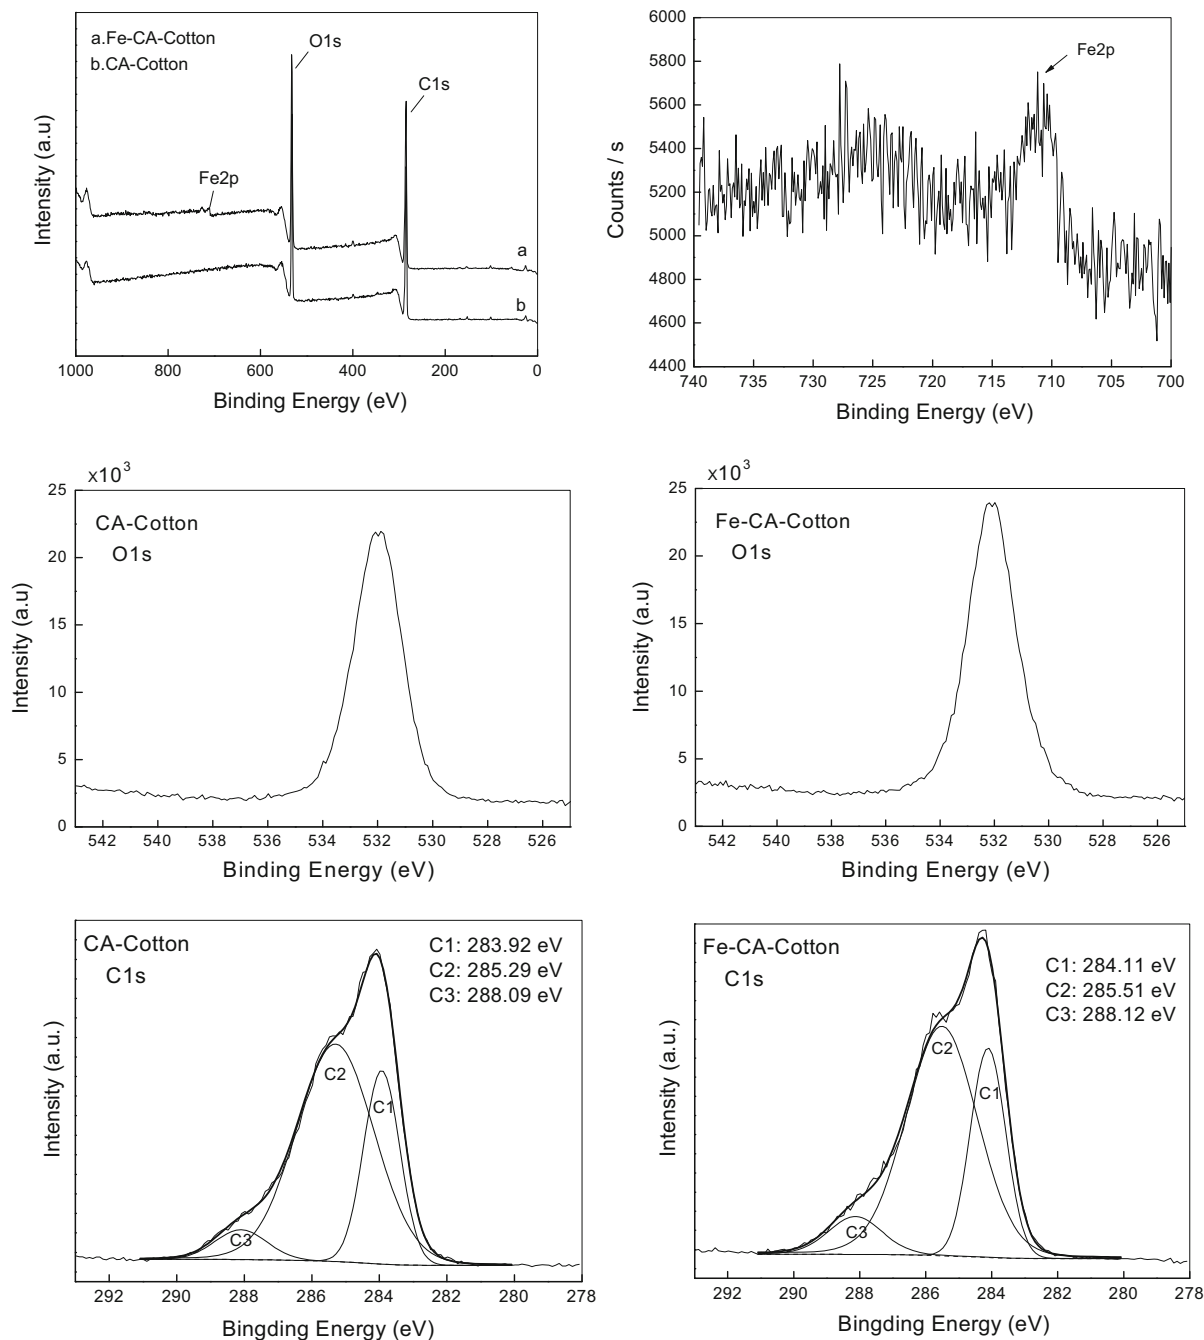 a.Fe-CA-Cotton
b.CA-Cotton
O1s
C1s
Fe2p
a
b
Intensity (a.u)
1000 800 600 400 200 0
Binding Energy (eV)
6000
5800
5600
5400
5200
5000
4800
4600
4400
Fe2p
Counts / s
740 735 730 725 720 715 710 705 700
Binding Energy (eV)
x10³
25
20
15
10
5
0
CA-Cotton
O1s
Intensity (a.u)
542 540 538 536 534 532 530 528 526
Binding Energy (eV)
x10³
25
20
15
10
5
0
Fe-CA-Cotton
O1s
Intensity (a.u)
542 540 538 536 534 532 530 528 526
Binding Energy (eV)
CA-Cotton
C1s
C1: 283.92 eV
C2: 285.29 eV
C3: 288.09 eV
C2
C1
C3
Intensity (a.u.)
292 290 288 286 284 282 280 278
Bingding Energy (eV)
Fe-CA-Cotton
C1s
C1: 284.11 eV
C2: 285.51 eV
C3: 288.12 eV
C2
C1
C3
Intensity (a.u.)
292 290 288 286 284 282 280 278
Bingding Energy (eV)